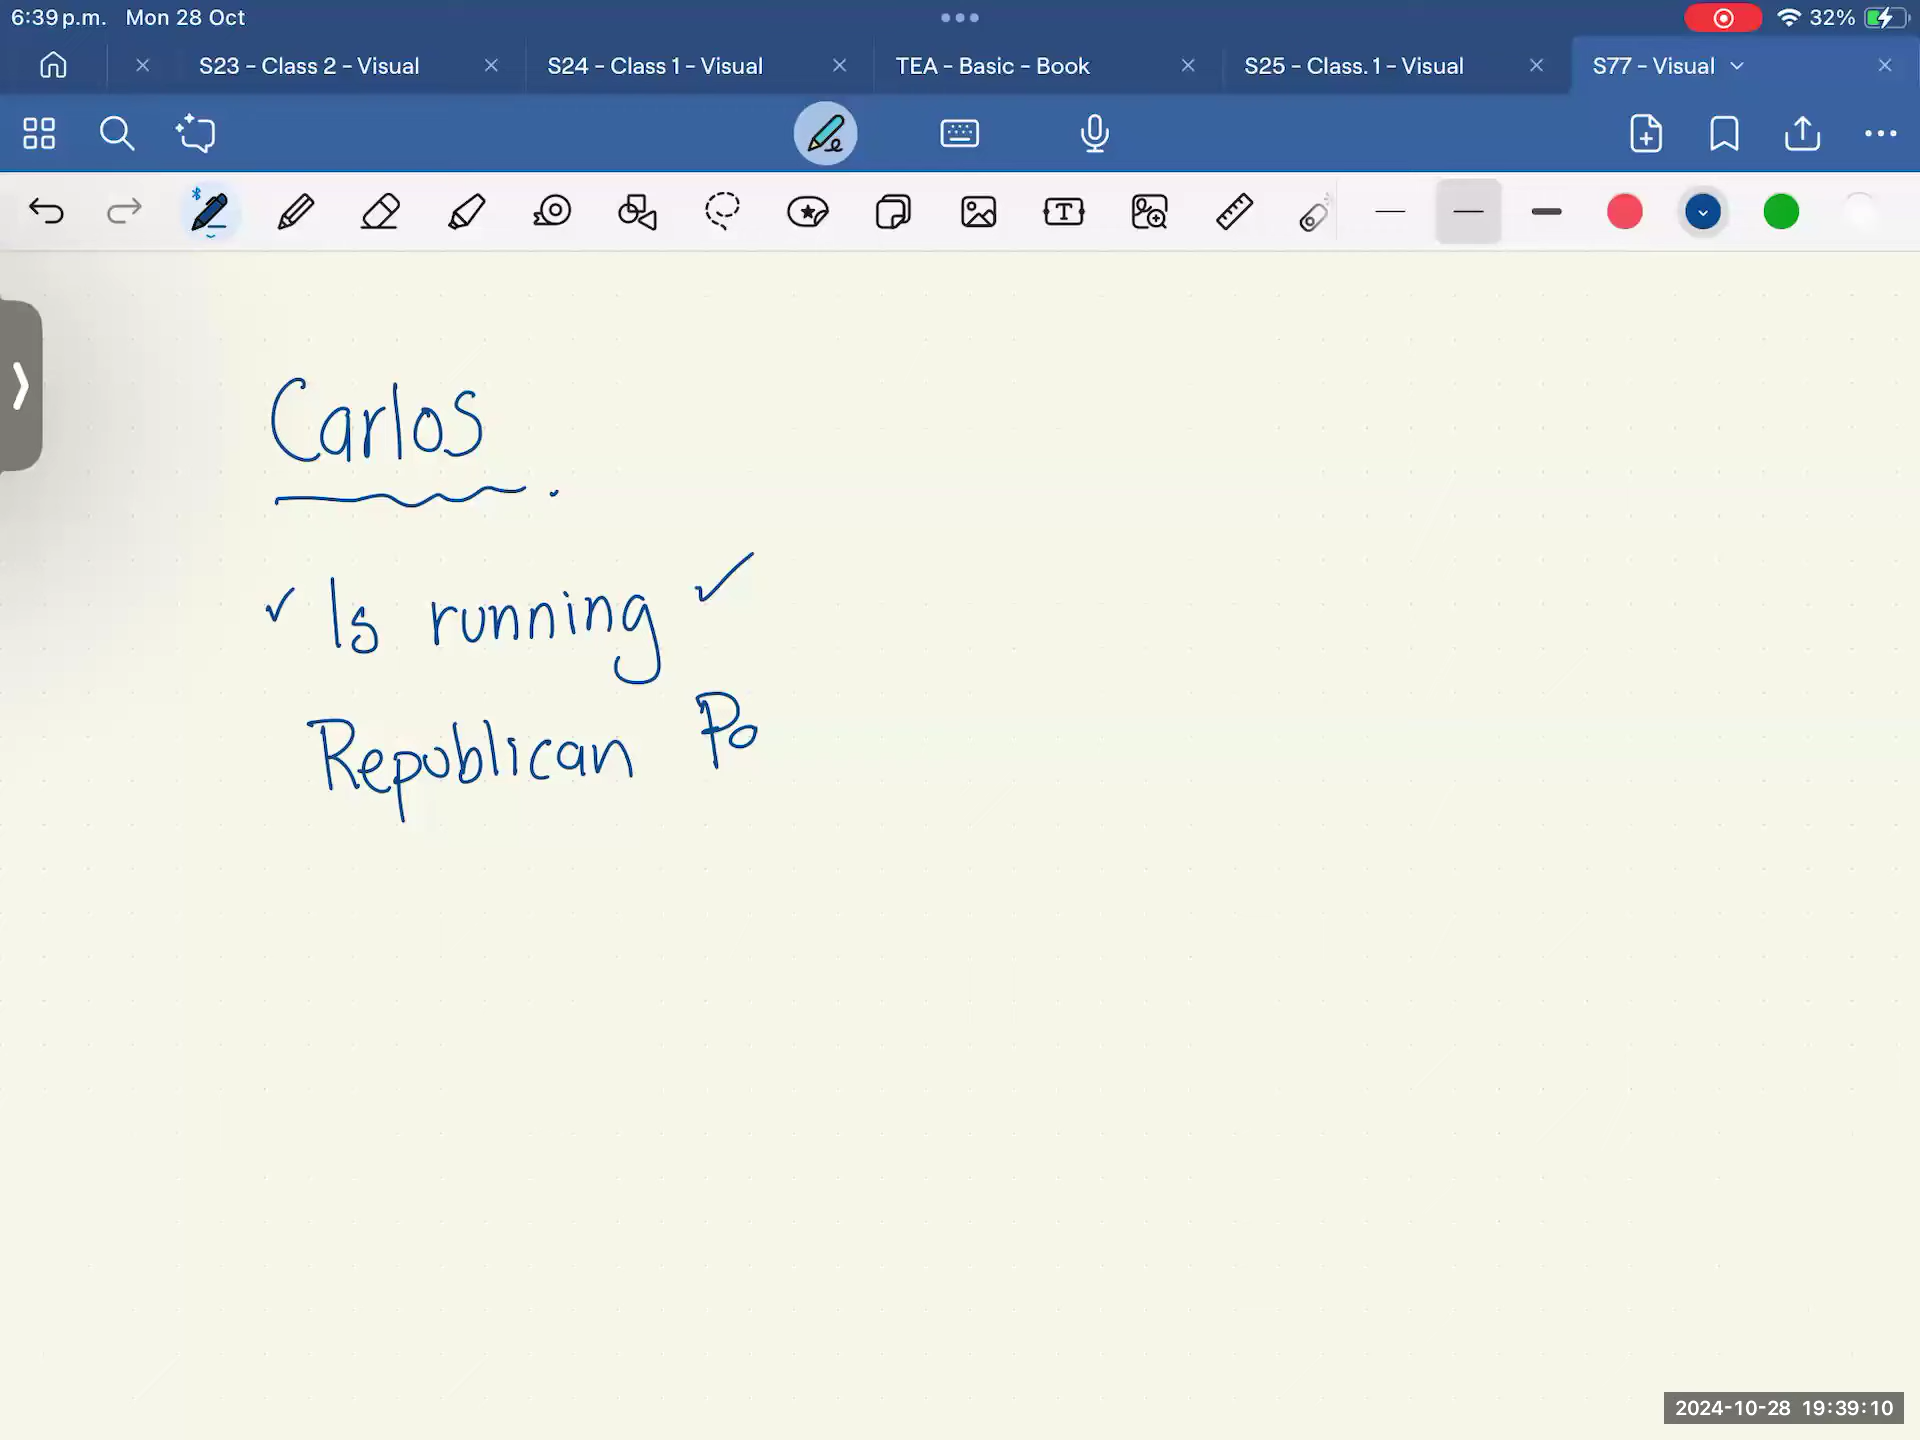 6:39 p.m. Mon 28 Oct
32%
S23 - Class 2 - Visual
S24 - Class 1 - Visual
TEA - Basic - Book
S25 - Class. 1 - Visual
S77 - Visual
Carlos
✓ Is running ✓
Republican Po
2024-10-28 19:39:10